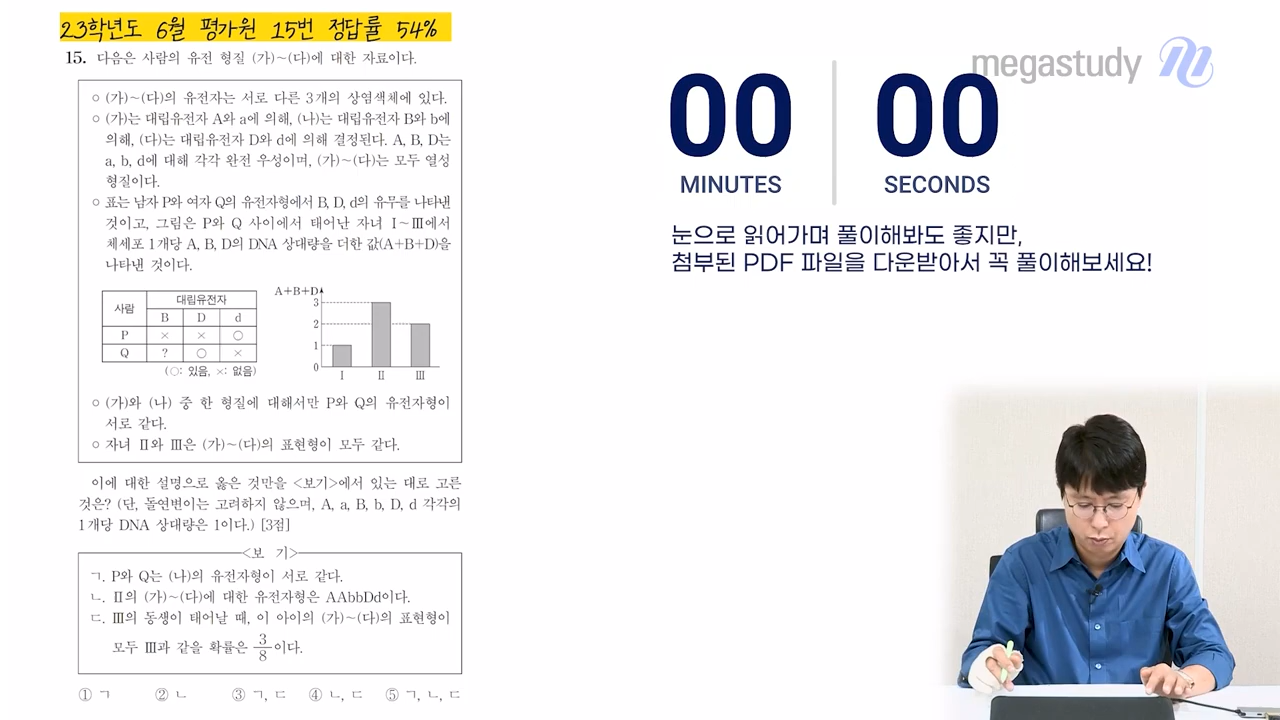 23학년도 6월 평가원 15번 정답률 54%
15. 다음은 사람의 유전 형질 (가)~(다)에 대한 자료이다.
○ (가)~(다)의 유전자는 서로 다른 3개의 상염색체에 있다.
○ (가)는 대립유전자 A와 a에 의해, (나)는 대립유전자 B와 b에
의해, (다)는 대립유전자 D와 d에 의해 결정된다. A, B, D는
a, b, d에 대해 각각 완전 우성이며, (가)~(다)는 모두 열성
형질이다.
○ 표는 남자 P와 여자 Q의 유전자형에서 B, D, d의 유무를 나타낸
것이고, 그림은 P와 Q 사이에서 태어난 자녀 Ⅰ~Ⅲ에서
체세포 1개당 A, B, D의 DNA 상대량을 더한 값(A+B+D)을
나타낸 것이다.
사람 대립유전자
B D d
P × × ○
Q ? ○ ×
(○: 있음, ×: 없음)
A+B+D
3
2
1
0
Ⅰ Ⅱ Ⅲ
○ (가)와 (나) 중 한 형질에 대해서만 P와 Q의 유전자형이
서로 같다.
○ 자녀 Ⅱ와 Ⅲ은 (가)~(다)의 표현형이 모두 같다.
이에 대한 설명으로 옳은 것만을 <보기>에서 있는 대로 고른
것은? (단, 돌연변이는 고려하지 않으며, A, a, B, b, D, d 각각의
1개당 DNA 상대량은 1이다.) [3점]
<보 기>
ㄱ. P와 Q는 (나)의 유전자형이 서로 같다.
ㄴ. Ⅱ의 (가)~(다)에 대한 유전자형은 AAbbDd이다.
ㄷ. Ⅲ의 동생이 태어날 때, 이 아이의 (가)~(다)의 표현형이
모두 Ⅲ과 같을 확률은 3/8이다.
① ㄱ ② ㄴ ③ ㄱ, ㄷ ④ ㄴ, ㄷ ⑤ ㄱ, ㄴ, ㄷ
megastudy
00 00
MINUTES SECONDS
눈으로 읽어가며 풀이해봐도 좋지만,
첨부된 PDF 파일을 다운받아서 꼭 풀이해보세요!